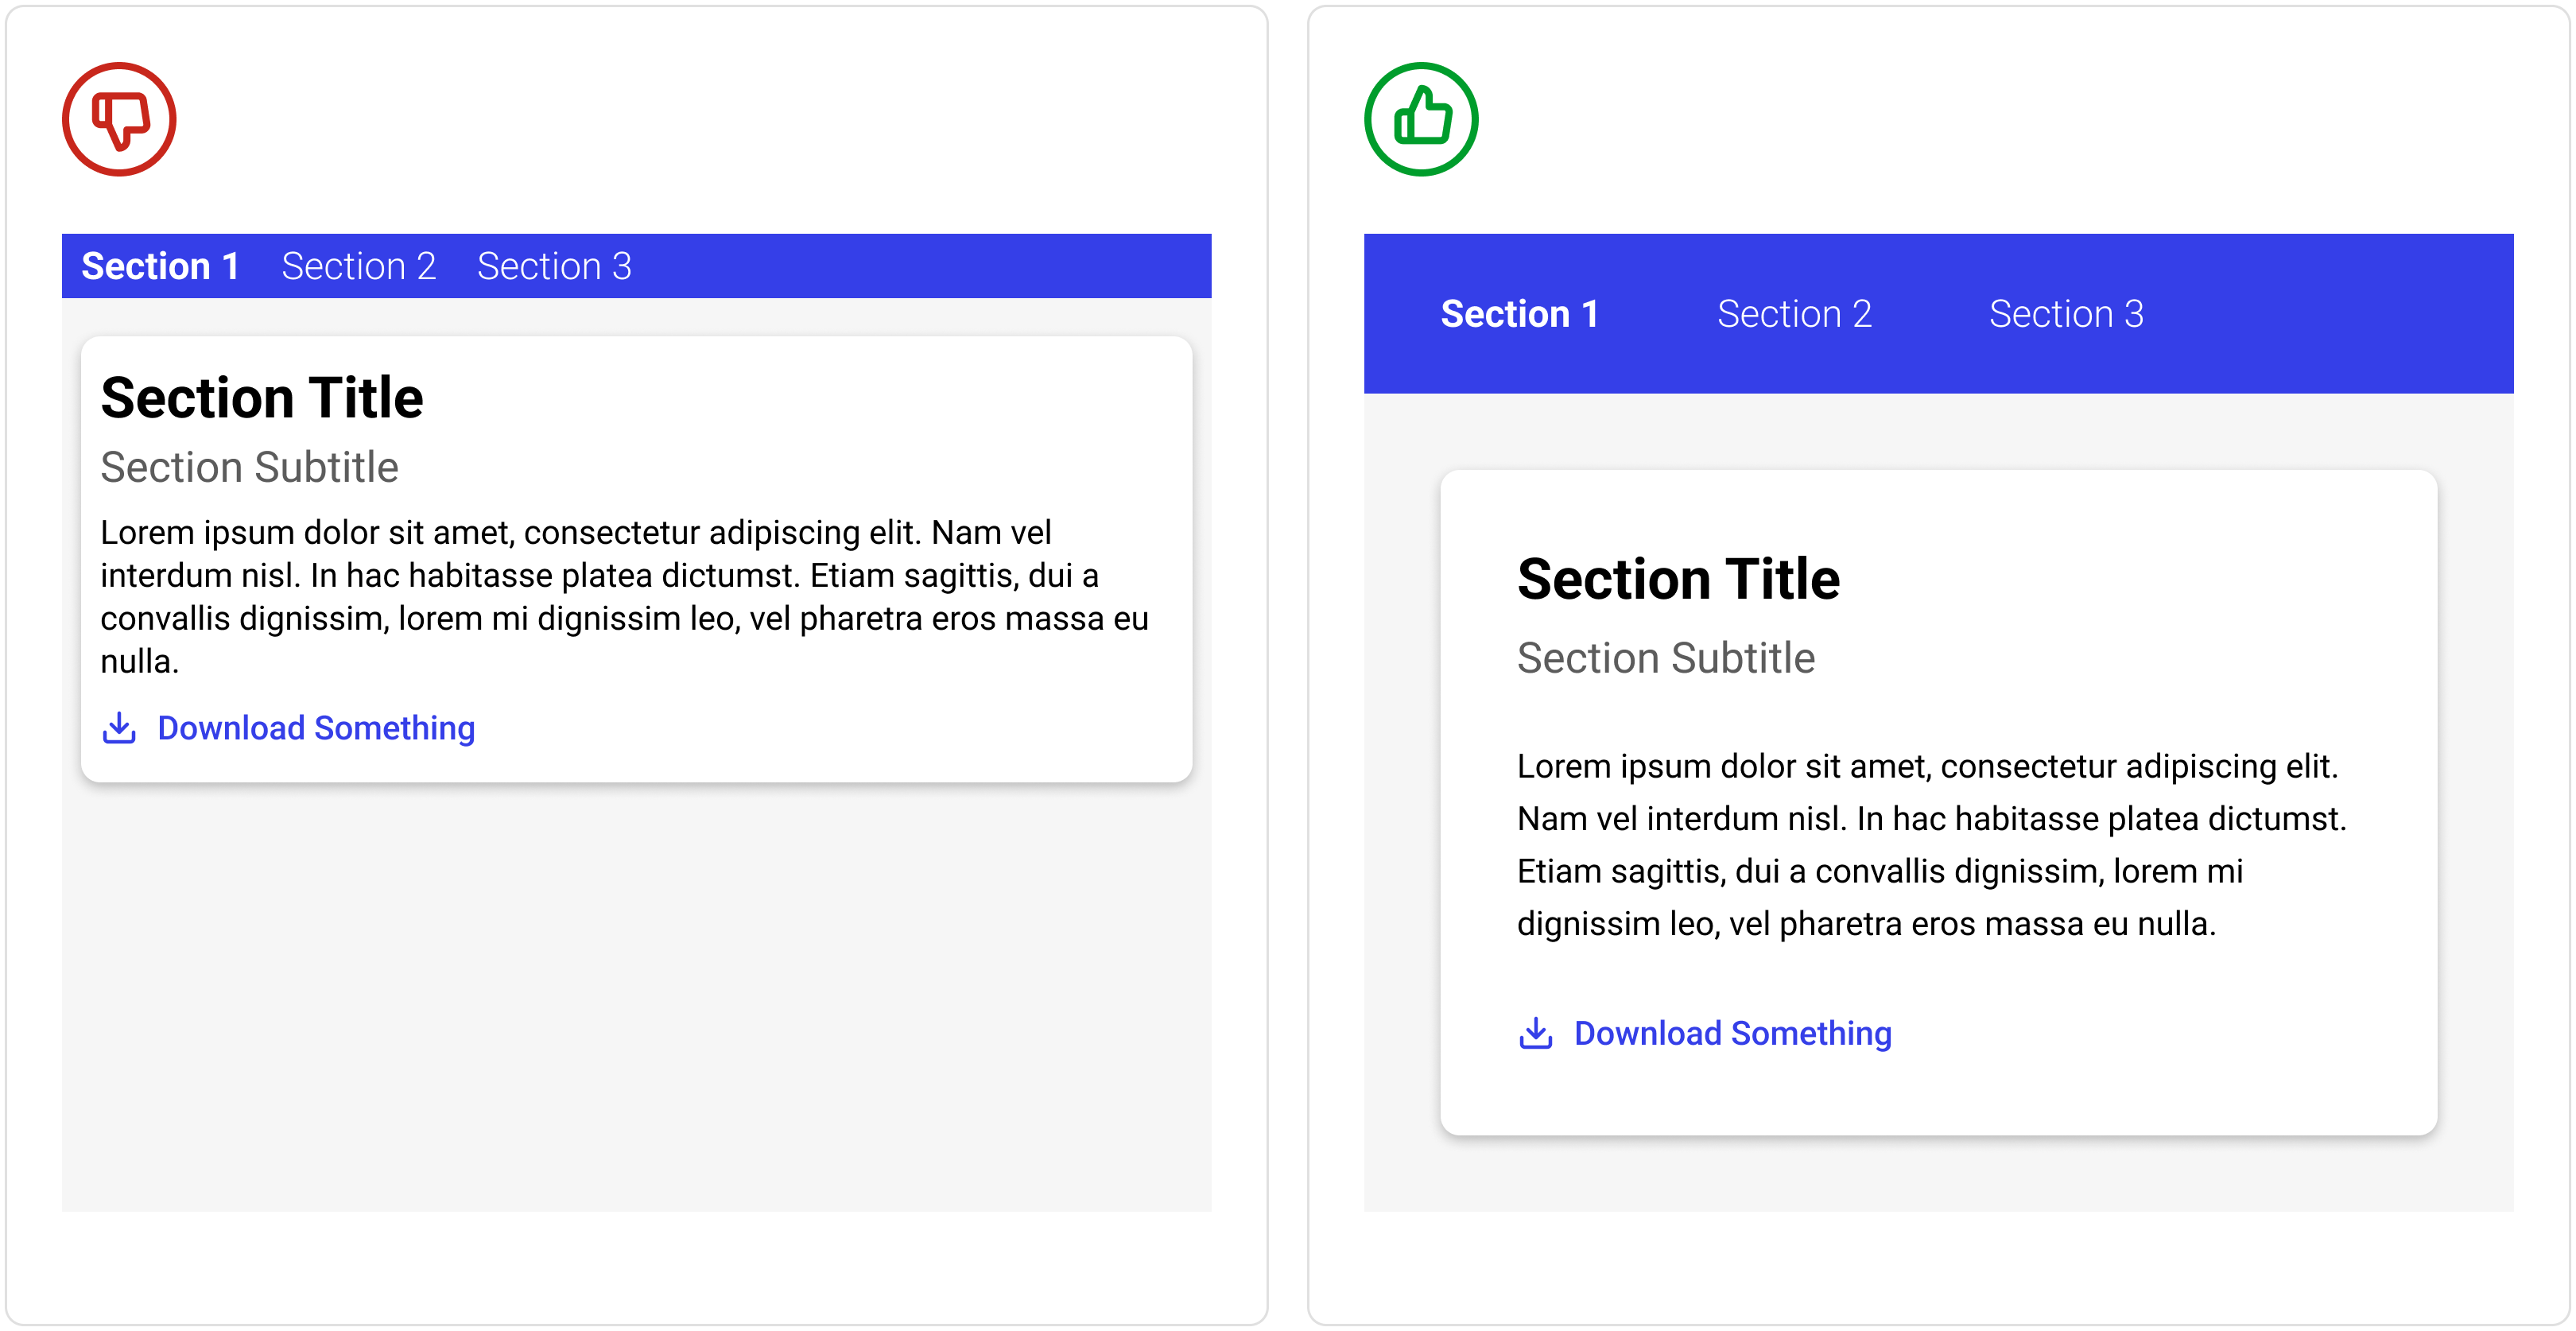 Section 1 Section 2 Section 3
Section Title
Section Subtitle
Lorem ipsum dolor sit amet, consectetur adipiscing elit. Nam vel
interdum nisl. In hac habitasse platea dictumst. Etiam sagittis, dui a
convallis dignissim, lorem mi dignissim leo, vel pharetra eros massa eu
nulla.
Download Something
Section 1 Section 2 Section 3
Section Title
Section Subtitle
Lorem ipsum dolor sit amet, consectetur adipiscing elit.
Nam vel interdum nisl. In hac habitasse platea dictumst.
Etiam sagittis, dui a convallis dignissim, lorem mi
dignissim leo, vel pharetra eros massa eu nulla.
Download Something